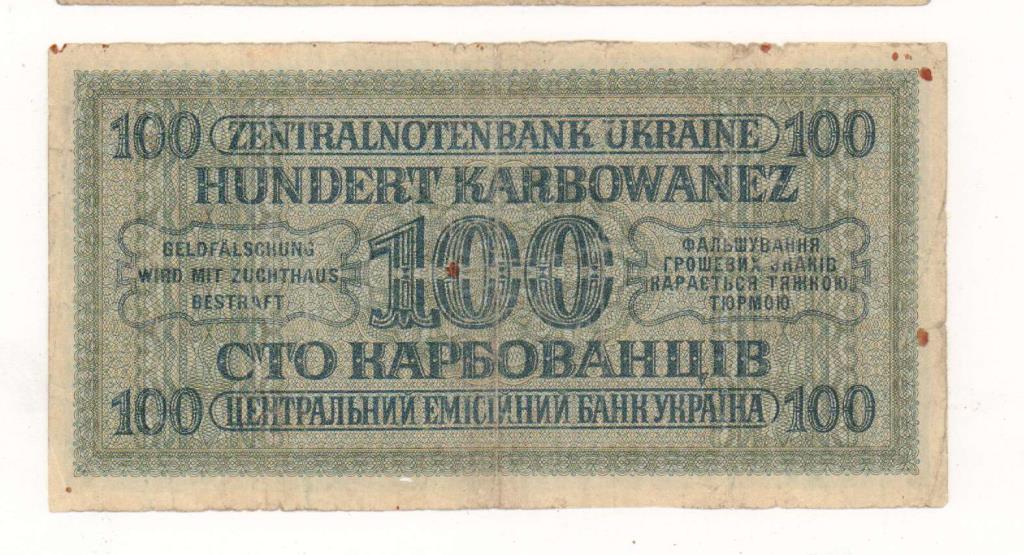 100 ZENTRALNOTENBANK UKRAINE 100
HUNDERT KARBOWANEZ
GELDFÄLSCHUNG
WIRD MIT ZUCHTHAUS
BESTRAFT
100
ФАЛЬШУВАННЯ
ГРОШЕВИХ ЗНАКІВ
КАРАЄТЬСЯ ТЯЖКОЮ
ТЮРМОЮ
СТО КАРБОВАНЦІВ
100 ЦЕНТРАЛЬНИЙ ЕМІСІЙНИЙ БАНК УКРАЇНА 100